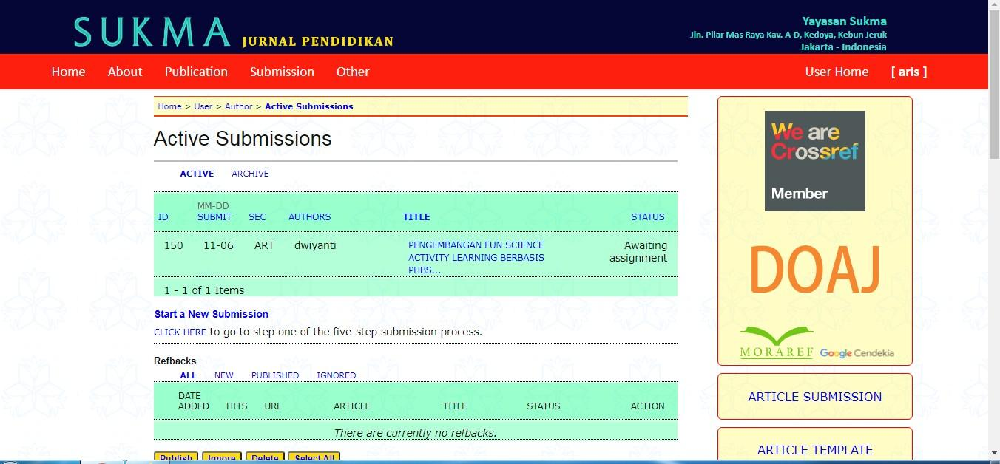 SUKMA JURNAL PENDIDIKAN
Yayasan Sukma
Jln. Pilar Mas Raya Kav. A-D, Kedoya, Kebun Jeruk
Jakarta - Indonesia
Home About Publication Submission Other User Home [ aris ]
Home > User > Author > Active Submissions
Active Submissions
ACTIVE ARCHIVE
MM-DD
ID SUBMIT SEC AUTHORS TITLE STATUS
150 11-06 ART dwiyanti PENGEMBANGAN FUN SCIENCE Awaiting
ACTIVITY LEARNING BERBASIS assignment
PHBS...
1 - 1 of 1 Items
Start a New Submission
CLICK HERE to go to step one of the five-step submission process.
Refbacks
ALL NEW PUBLISHED IGNORED
DATE
ADDED HITS URL ARTICLE TITLE STATUS ACTION
There are currently no refbacks.
Publish Ignore Delete Select All
We are
Crossref
Member
DOAJ
MORAREF Google Cendekia
ARTICLE SUBMISSION
ARTICLE TEMPLATE